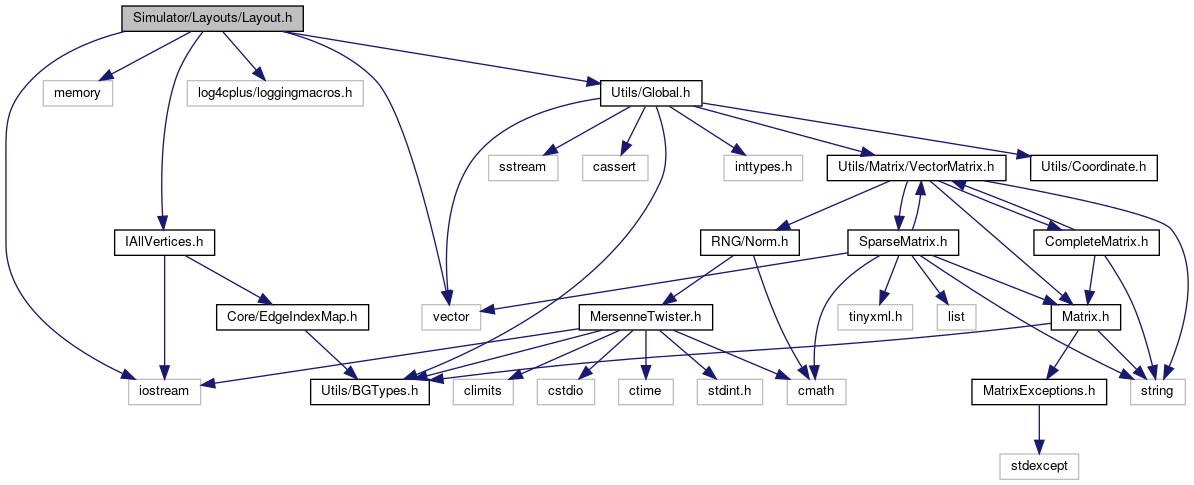 Simulator/Layouts/Layout.h
memory
log4cplus/loggingmacros.h
Utils/Global.h
sstream
cassert
inttypes.h
Utils/Matrix/VectorMatrix.h
Utils/Coordinate.h
IAllVertices.h
RNG/Norm.h
SparseMatrix.h
CompleteMatrix.h
Core/EdgeIndexMap.h
vector
MersenneTwister.h
tinyxml.h
list
Matrix.h
iostream
Utils/BGTypes.h
climits
cstdio
ctime
stdint.h
cmath
MatrixExceptions.h
string
stdexcept